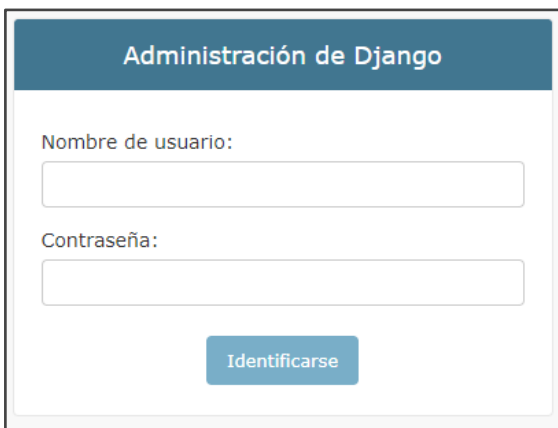 Administración de Django
Nombre de usuario:
Contraseña:
Identificarse